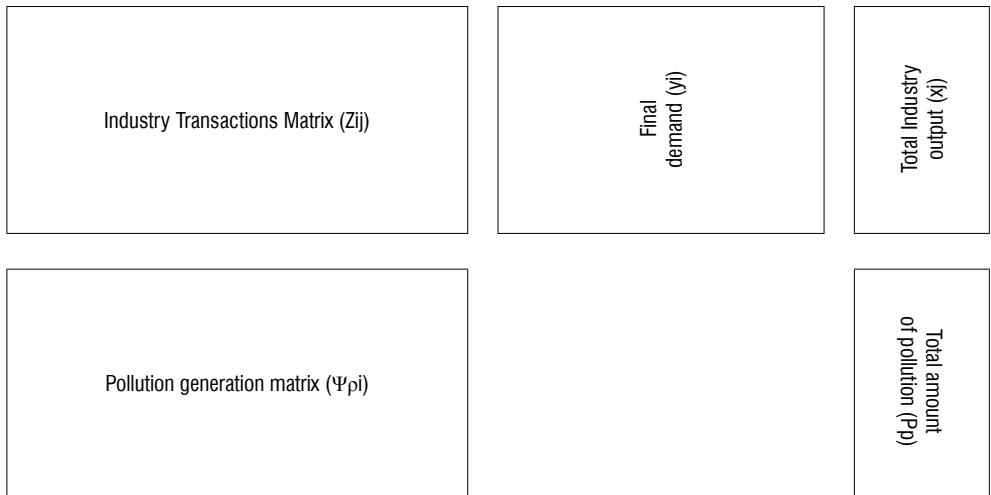 Industry Transactions Matrix (Zij)
Final
demand (yi)
Total Industry
output (xj)
Pollution generation matrix (Ψρi)
Total amount
of pollution (Pp)